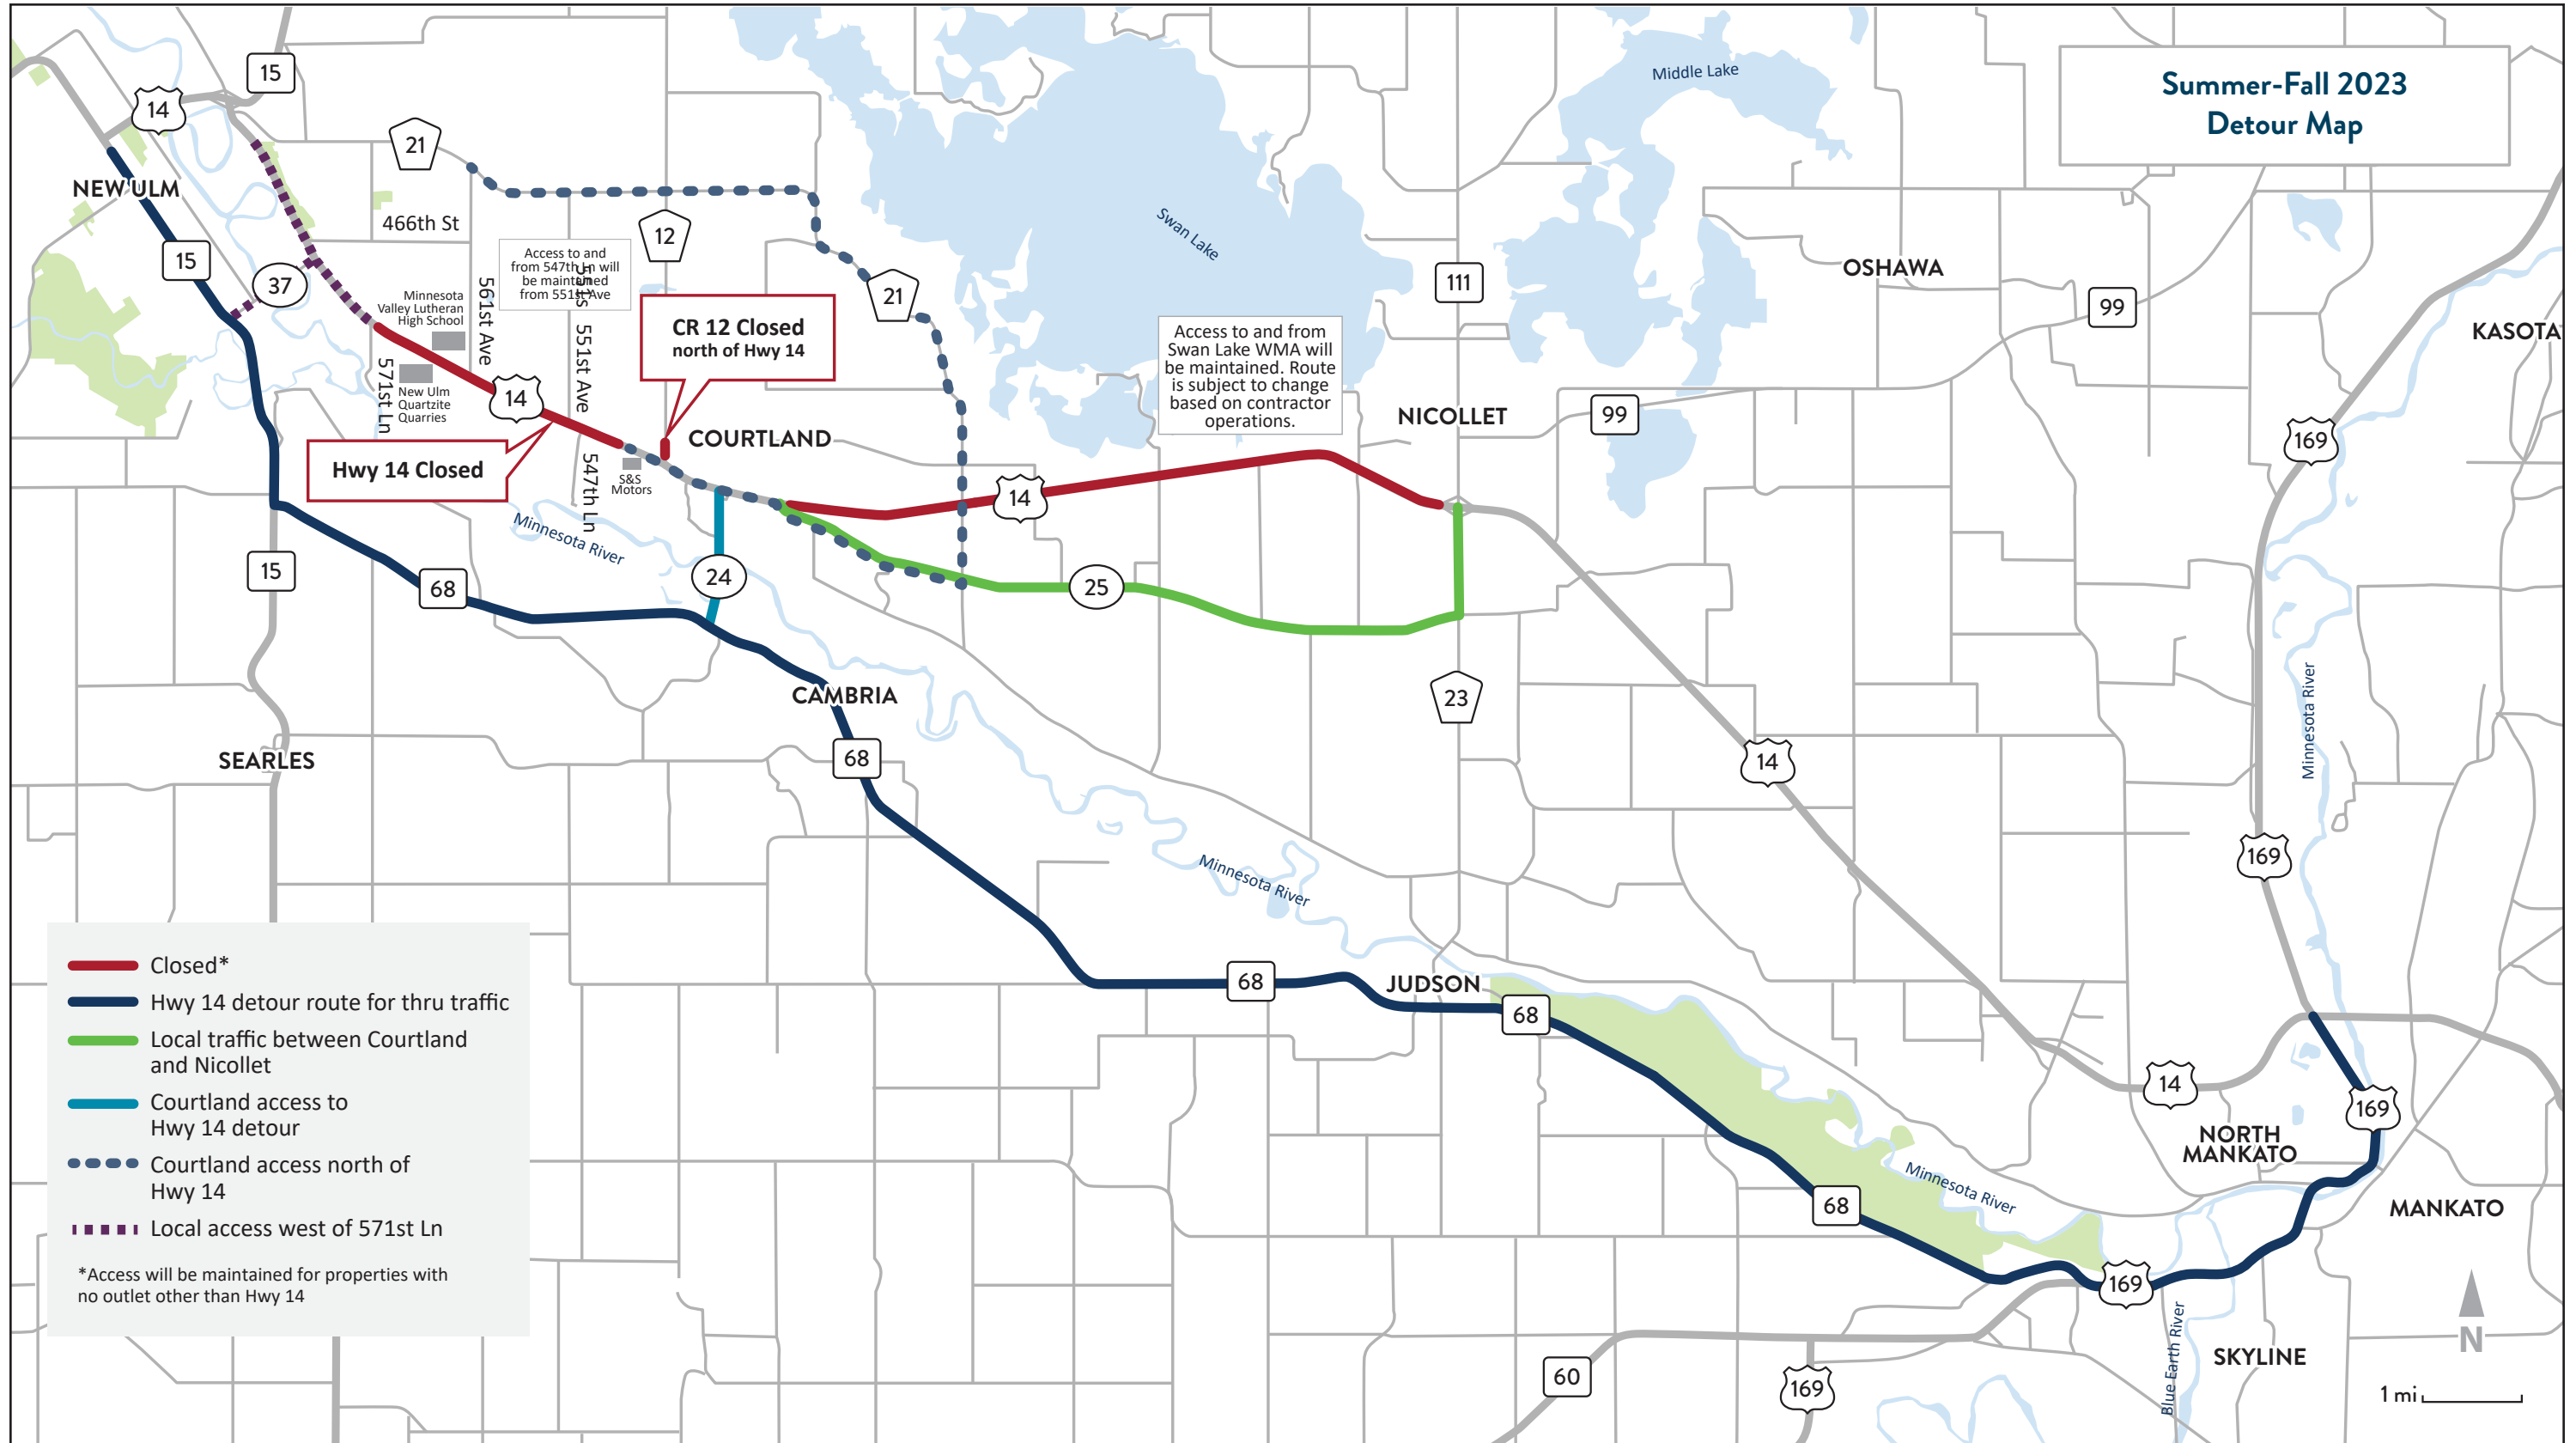 Summer-Fall 2023
Detour Map
15
14
21
NEW ULM
466th St
12
15
37
Access to and
from 547th Ln will
be maintained
from 551st Ave
561st Ave
551st Ave
551st Ave
Minnesota
Valley Lutheran
High School
571st Ln
New Ulm
Quartzite
Quarries
14
CR 12 Closed
north of Hwy 14
21
Hwy 14 Closed
COURTLAND
S&S
Motors
547th Ln
Minnesota River
Swan Lake
Middle Lake
111
Access to and from
Swan Lake WMA will
be maintained. Route
is subject to change
based on contractor
operations.
NICOLLET
99
OSHAWA
99
KASOTA
169
14
15
68
24
25
23
CAMBRIA
68
SEARLES
14
Minnesota River
169
Minnesota River
68
JUDSON
68
14
169
NORTH
MANKATO
MANKATO
Minnesota River
68
169
Blue Earth River
SKYLINE
60
169
N
1 mi
Closed*
Hwy 14 detour route for thru traffic
Local traffic between Courtland
and Nicollet
Courtland access to
Hwy 14 detour
Courtland access north of
Hwy 14
Local access west of 571st Ln
*Access will be maintained for properties with
no outlet other than Hwy 14